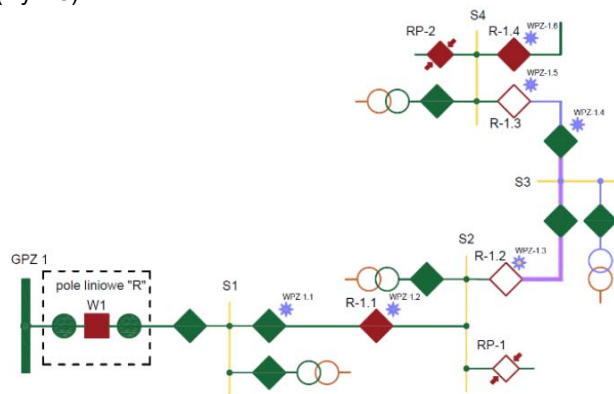 S4
RP-2
R-1.4
WPZ-1.6
WPZ-1.5
R-1.3
WPZ-1.4
S3
GPZ 1
pole liniowe "R"
W1
S1
WPZ 1.1
R-1.1
WPZ 1.2
S2
R-1.2
WPZ-1.3
RP-1